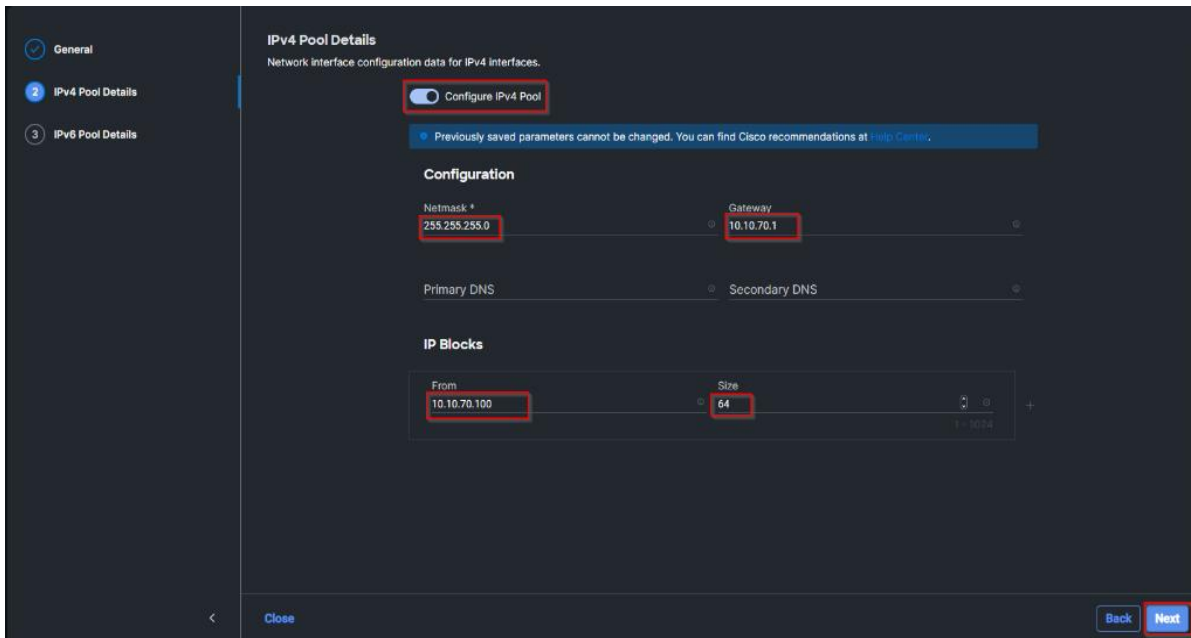 General
2 IPv4 Pool Details
3 IPv6 Pool Details
IPv4 Pool Details
Network interface configuration data for IPv4 interfaces.
Configure IPv4 Pool
Previously saved parameters cannot be changed. You can find Cisco recommendations at Help Center.
Configuration
Netmask * Gateway
255.255.255.0 10.10.70.1
Primary DNS Secondary DNS
IP Blocks
From Size
10.10.70.100 64
Close Back Next